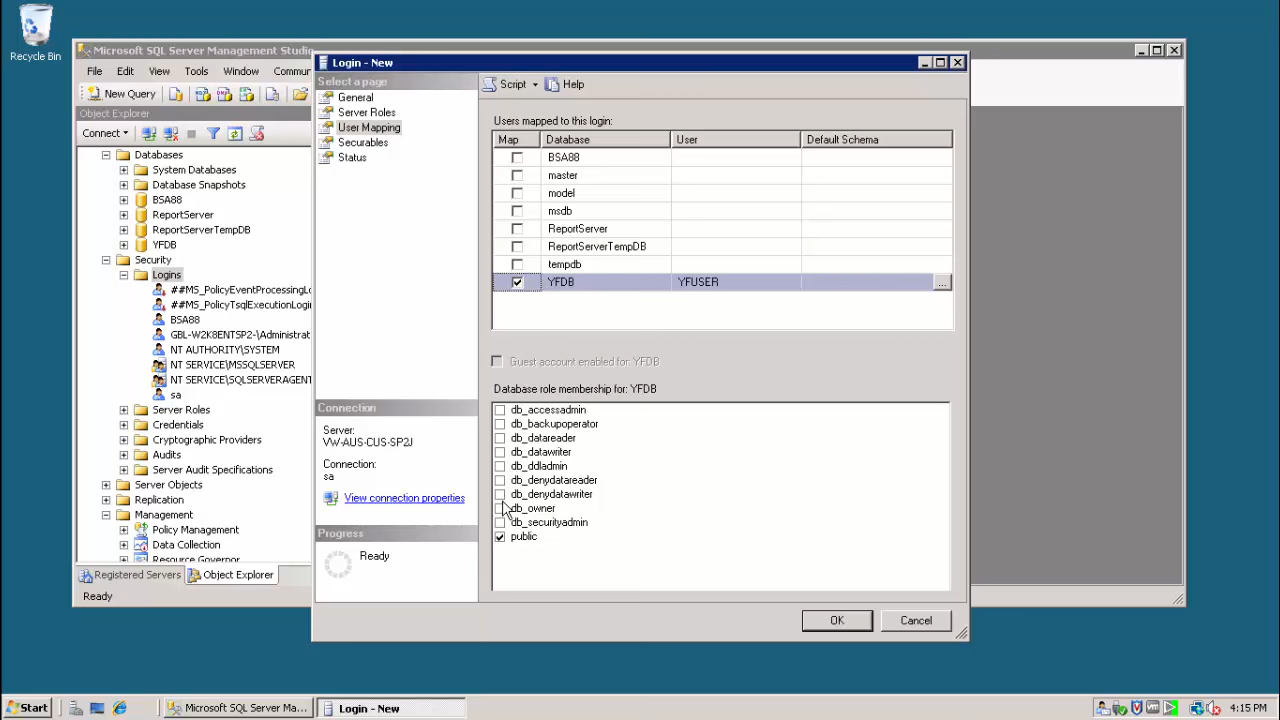 Recycle Bin
Microsoft SQL Server Management Studio
File Edit View Tools Window Commun
New Query
Object Explorer
Connect
Databases
System Databases
Database Snapshots
BSA88
ReportServer
ReportServerTempDB
YFDB
Security
Logins
##MS_PolicyEventProcessingLo
##MS_PolicyTsqlExecutionLogin
BSA88
GBL-W2K8ENTSP2-\Administrat
NT AUTHORITY\SYSTEM
NT SERVICE\MSSQLSERVER
NT SERVICE\SQLSERVERAGENT
sa
Server Roles
Credentials
Cryptographic Providers
Audits
Server Audit Specifications
Server Objects
Replication
Management
Policy Management
Data Collection
Resource Governor
Registered Servers Object Explorer
Ready
Login - New
Select a page
General
Server Roles
User Mapping
Securables
Status
Connection
Server:
VW-AUS-CUS-SP2J
Connection:
sa
View connection properties
Progress
Ready
Script Help
Users mapped to this login:
Map Database User Default Schema
BSA88
master
model
msdb
ReportServer
ReportServerTempDB
tempdb
YFDB YFUSER ...
Guest account enabled for: YFDB
Database role membership for: YFDB
db_accessadmin
db_backupoperator
db_datareader
db_datawriter
db_ddladmin
db_denydatareader
db_denydatawriter
db_owner
db_securityadmin
public
OK Cancel
Start Microsoft SQL Server Ma... Login - New 4:15 PM